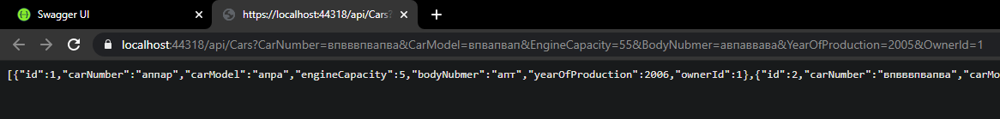 Swagger UI
https://localhost:44318/api/Cars?
localhost:44318/api/Cars?CarNumber=впвввпвапва&CarModel=впвапвап&EngineCapacity=55&BodyNubmer=авпаввава&YearOfProduction=2005&OwnerId=1
[{"id":1,"carNumber":"аппар","carModel":"апра","engineCapacity":5,"bodyNubmer":"апт","yearOfProduction":2006,"ownerId":1},{"id":2,"carNumber":"впвввпвапва","carMo